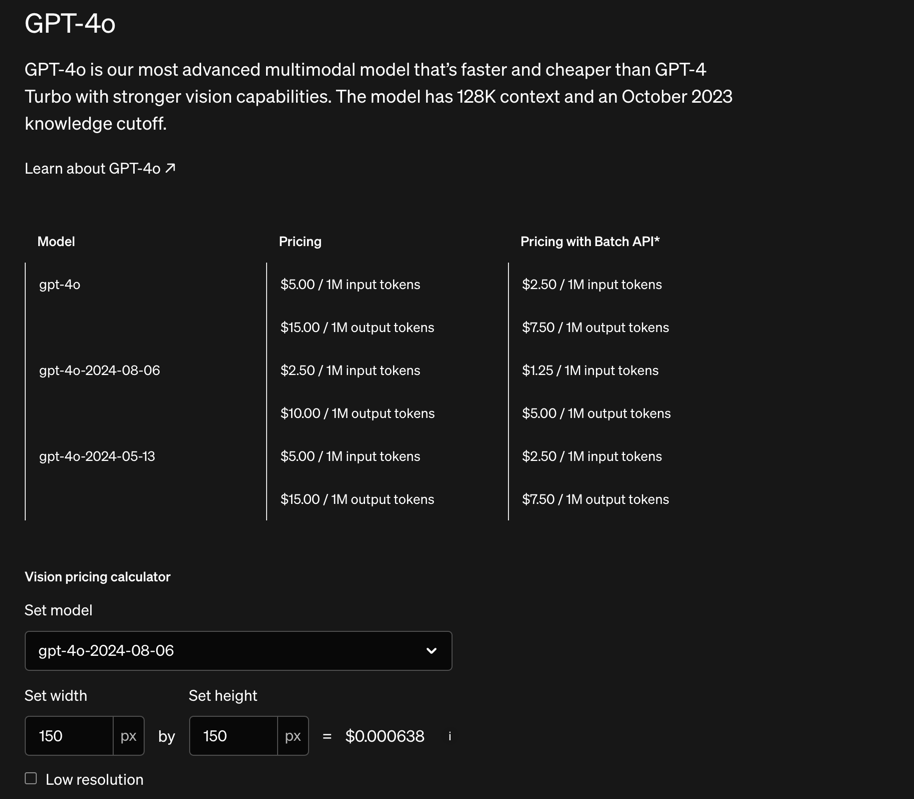 GPT-4o
GPT-4o is our most advanced multimodal model that’s faster and cheaper than GPT-4
Turbo with stronger vision capabilities. The model has 128K context and an October 2023
knowledge cutoff.
Learn about GPT-4o ↗
Model Pricing Pricing with Batch API*
gpt-4o $5.00 / 1M input tokens $2.50 / 1M input tokens
$15.00 / 1M output tokens $7.50 / 1M output tokens
gpt-4o-2024-08-06 $2.50 / 1M input tokens $1.25 / 1M input tokens
$10.00 / 1M output tokens $5.00 / 1M output tokens
gpt-4o-2024-05-13 $5.00 / 1M input tokens $2.50 / 1M input tokens
$15.00 / 1M output tokens $7.50 / 1M output tokens
Vision pricing calculator
Set model
gpt-4o-2024-08-06
Set width Set height
150 px by 150 px = $0.000638 i
Low resolution